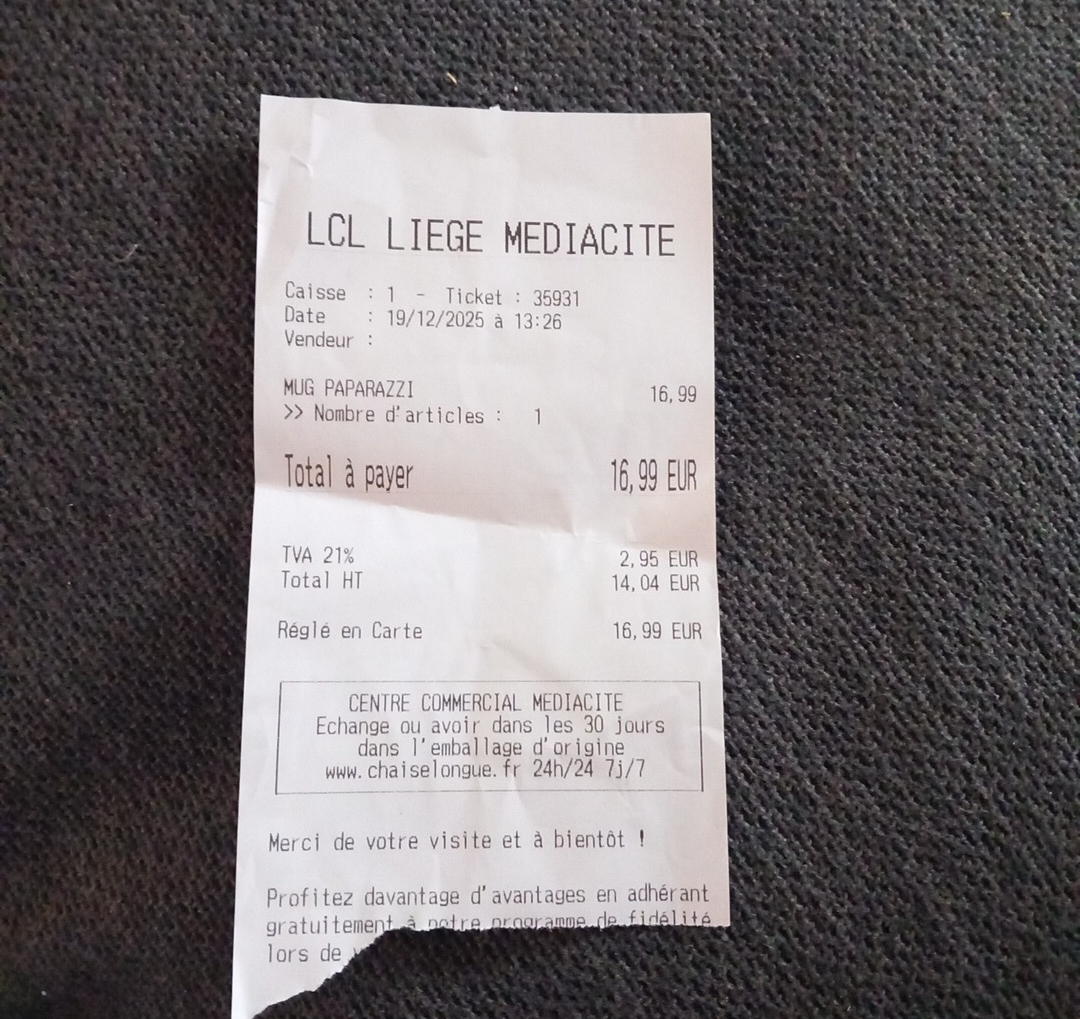 LCL LIEGE MEDIACITE
Caisse : 1 - Ticket : 35931
Date : 19/12/2025 à 13:26
Vendeur :
MUG PAPARAZZI 16,99
>> Nombre d'articles : 1
Total à payer 16,99 EUR
TVA 21% 2,95 EUR
Total HT 14,04 EUR
Réglé en Carte 16,99 EUR
CENTRE COMMERCIAL MEDIACITE
Echange ou avoir dans les 30 jours
dans l'emballage d'origine
www.chaiselongue.fr 24h/24 7j/7
Merci de votre visite et à bientôt !
Profitez davantage d'avantages en adhérant
gratuitement à notre programme de fidélité
lors de